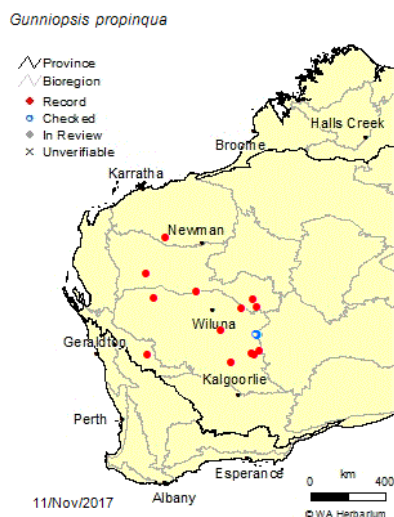 Gunniopsis propinqua
Province
Bioregion
Record
Checked
In Review
Unverifiable
Halls Creek
Broome
Karratha
Newman
Wiluna
Geraldton
Kalgoorlie
Perth
Esperance
Albany
km
0 400
11/Nov/2017
© WA Herbarium